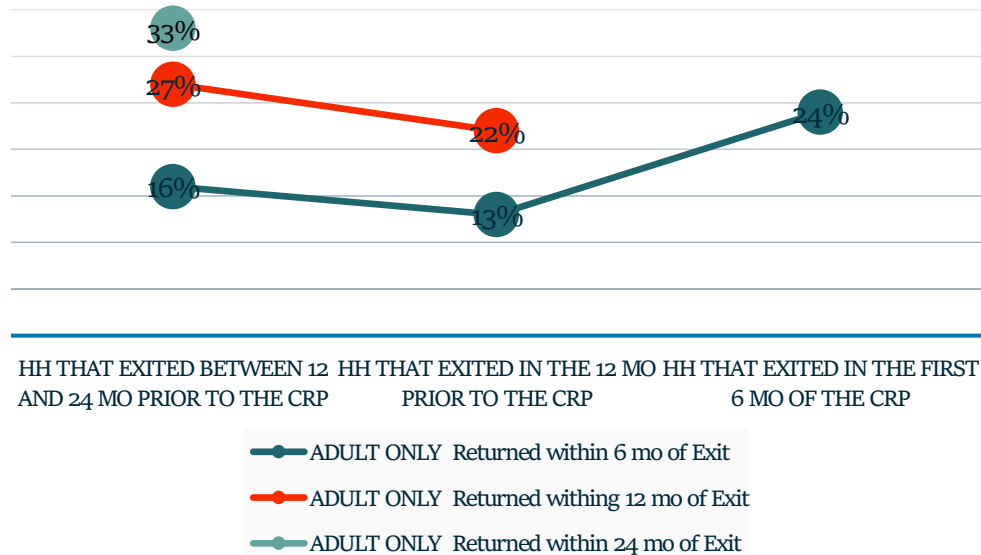 33%
27%
22%
24%
16%
13%
HH THAT EXITED BETWEEN 12 AND 24 MO PRIOR TO THE CRP
HH THAT EXITED IN THE 12 MO PRIOR TO THE CRP
HH THAT EXITED IN THE FIRST 6 MO OF THE CRP
ADULT ONLY Returned within 6 mo of Exit
ADULT ONLY Returned withing 12 mo of Exit
ADULT ONLY Returned within 24 mo of Exit